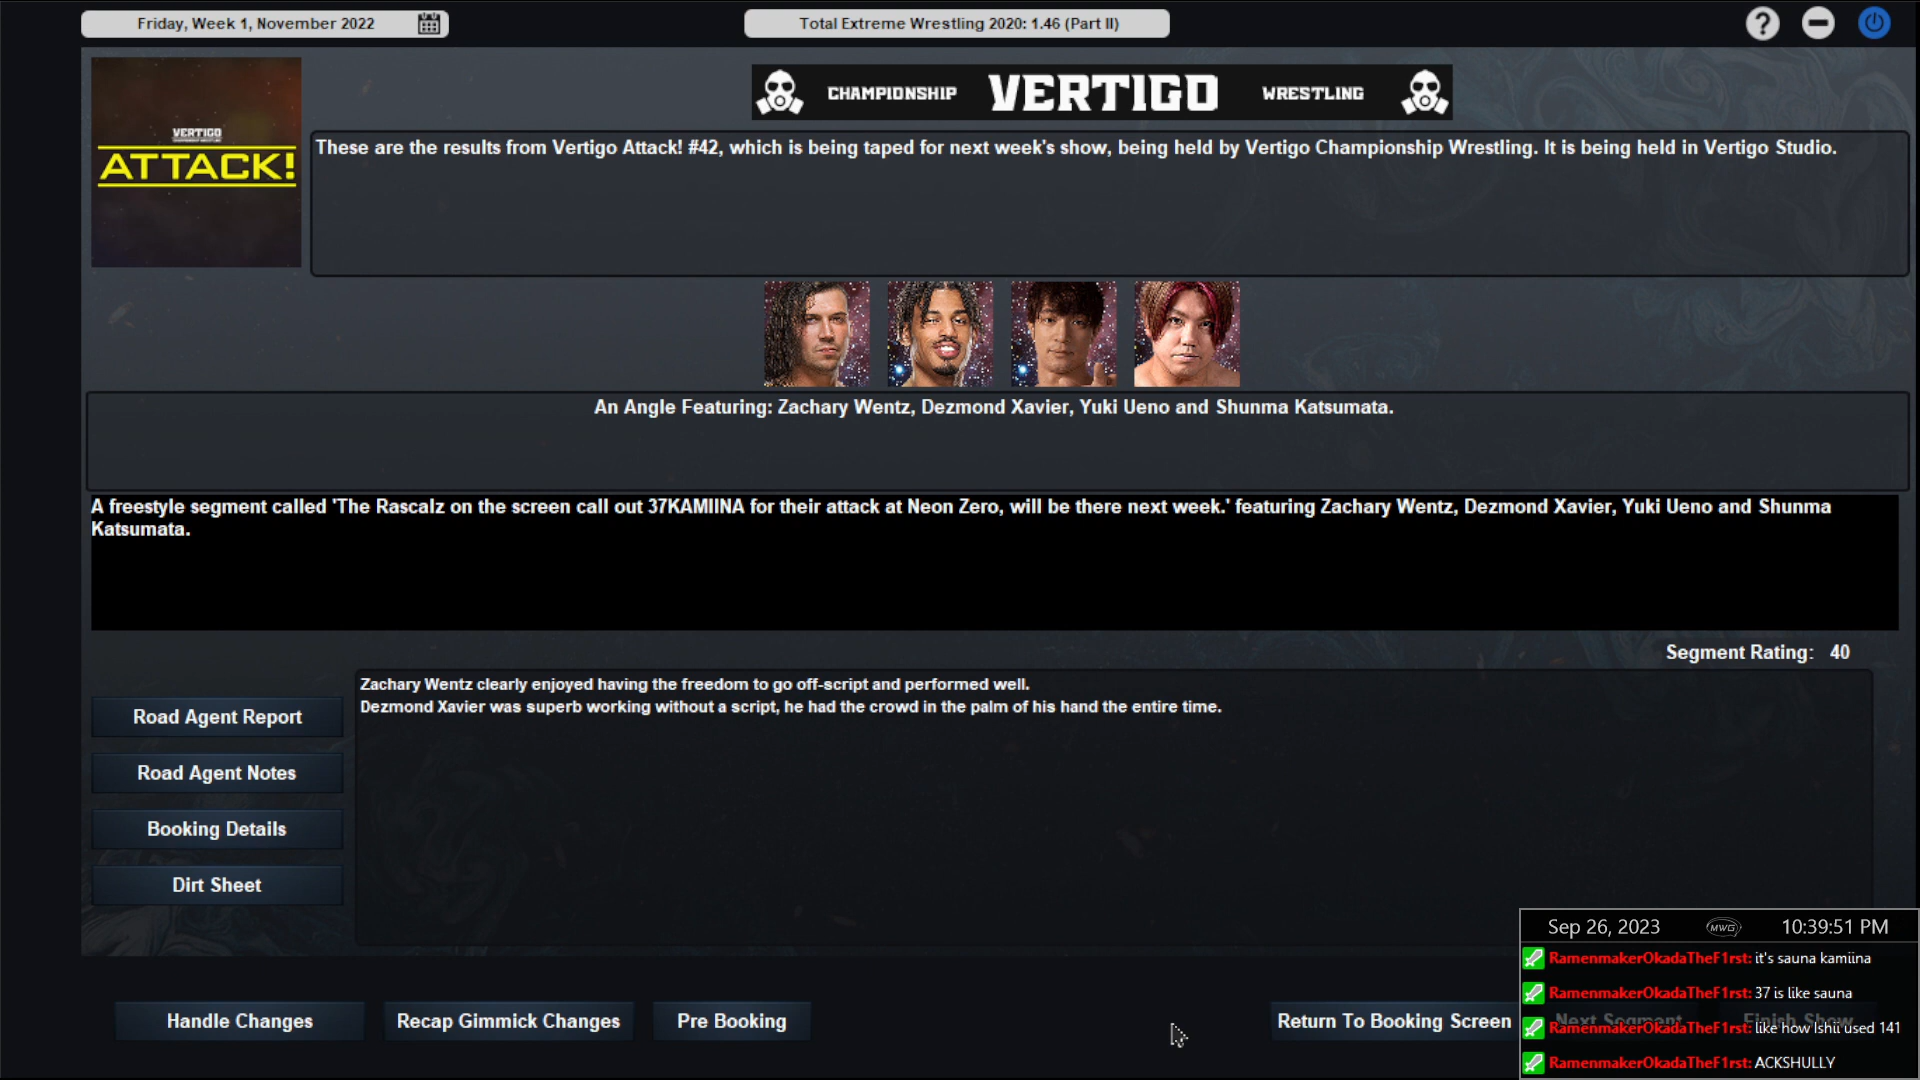 Friday, Week 1, November 2022
Total Extreme Wrestling 2020: 1.46 (Part II)
?
CHAMPIONSHIP VERTIGO WRESTLING
VERTIGO
ATTACK!
These are the results from Vertigo Attack! #42, which is being taped for next week's show, being held by Vertigo Championship Wrestling. It is being held in Vertigo Studio.
An Angle Featuring: Zachary Wentz, Dezmond Xavier, Yuki Ueno and Shunma Katsumata.
A freestyle segment called 'The Rascalz on the screen call out 37KAMIINA for their attack at Neon Zero, will be there next week.' featuring Zachary Wentz, Dezmond Xavier, Yuki Ueno and Shunma
Katsumata.
Segment Rating: 40
Zachary Wentz clearly enjoyed having the freedom to go off-script and performed well.
Dezmond Xavier was superb working without a script, he had the crowd in the palm of his hand the entire time.
Road Agent Report
Road Agent Notes
Booking Details
Dirt Sheet
Sep 26, 2023 MWG 10:39:51 PM
RamenmakerOkadaTheF1rst: it's sauna kamiina
RamenmakerOkadaTheF1rst: 37 is like sauna
RamenmakerOkadaTheF1rst: like how Ishii used 141
RamenmakerOkadaTheF1rst: ACKSHULLY
Handle Changes
Recap Gimmick Changes
Pre Booking
Return To Booking Screen
Next Segment
Finish Show